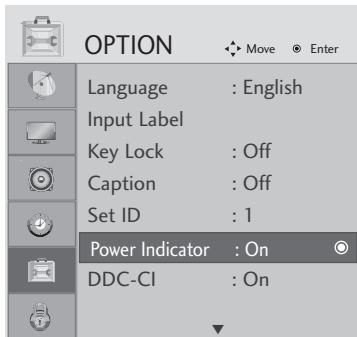 OPTION Move Enter
Language : English
Input Label
Key Lock : Off
Caption : Off
Set ID : 1
Power Indicator : On
DDC-CI : On